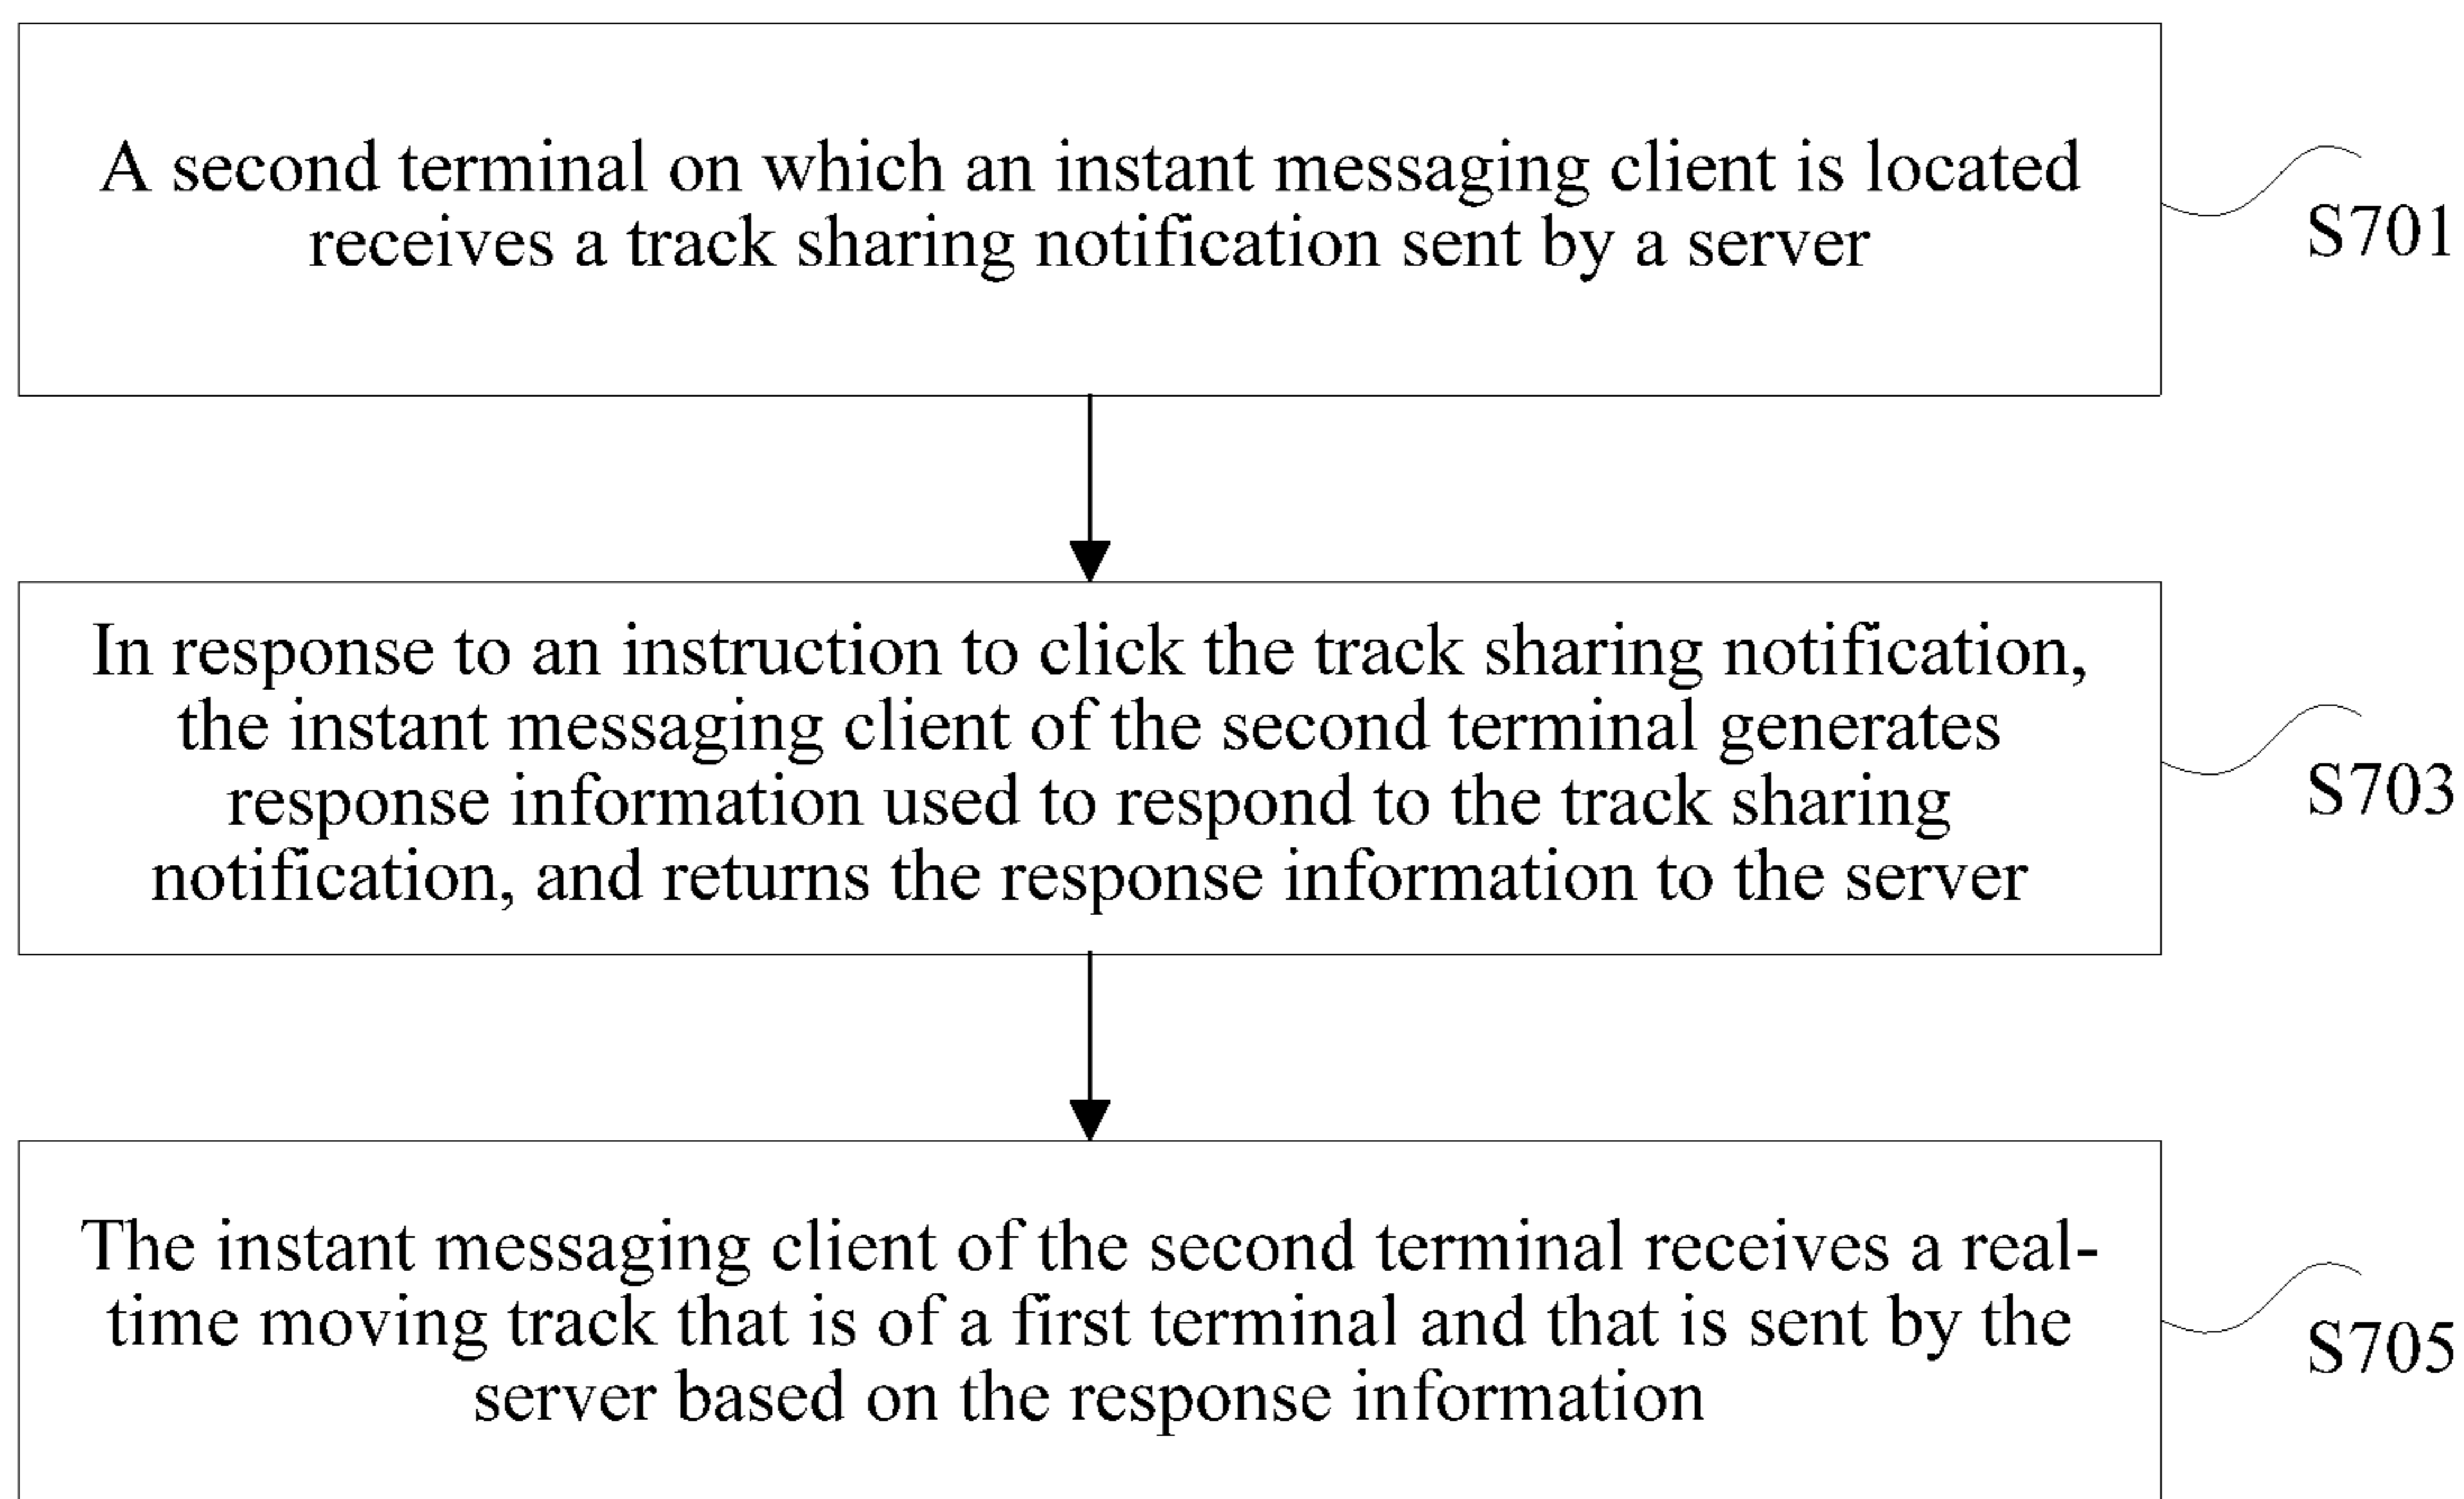 A second terminal on which an instant messaging client is located
receives a track sharing notification sent by a server
S701
In response to an instruction to click the track sharing notification,
the instant messaging client of the second terminal generates
response information used to respond to the track sharing
notification, and returns the response information to the server
S703
The instant messaging client of the second terminal receives a real-
time moving track that is of a first terminal and that is sent by the
server based on the response information
S705